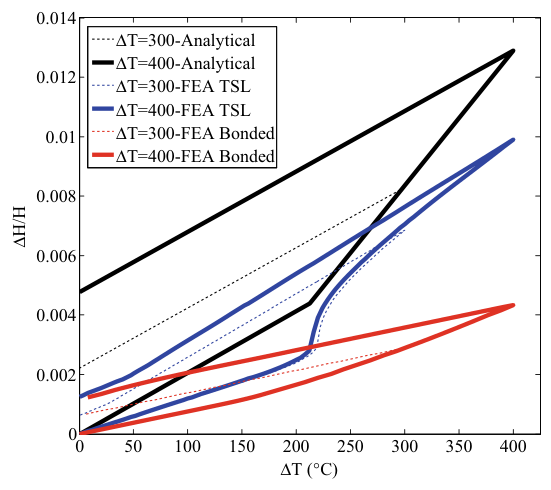 0.014
0.012
0.01
0.008
0.006
0.004
0.002
0
ΔH/H
ΔT=300-Analytical
ΔT=400-Analytical
ΔT=300-FEA TSL
ΔT=400-FEA TSL
ΔT=300-FEA Bonded
ΔT=400-FEA Bonded
0 50 100 150 200 250 300 350 400 425
ΔT (°C)